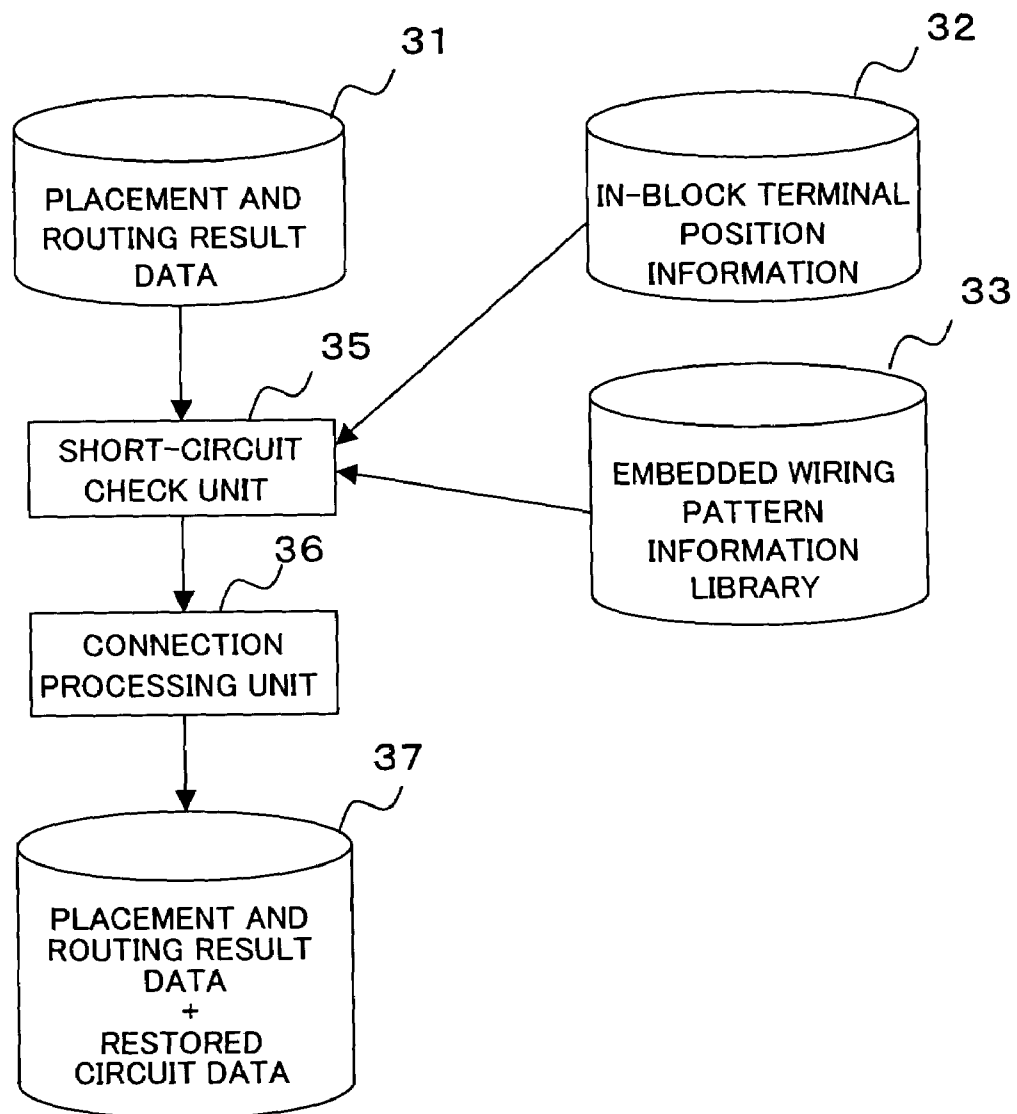 31
PLACEMENT AND
ROUTING RESULT
DATA
32
IN-BLOCK TERMINAL
POSITION
INFORMATION
33
EMBEDDED WIRING
PATTERN
INFORMATION
LIBRARY
35
SHORT-CIRCUIT
CHECK UNIT
36
CONNECTION
PROCESSING UNIT
37
PLACEMENT AND
ROUTING RESULT
DATA
+
RESTORED
CIRCUIT DATA